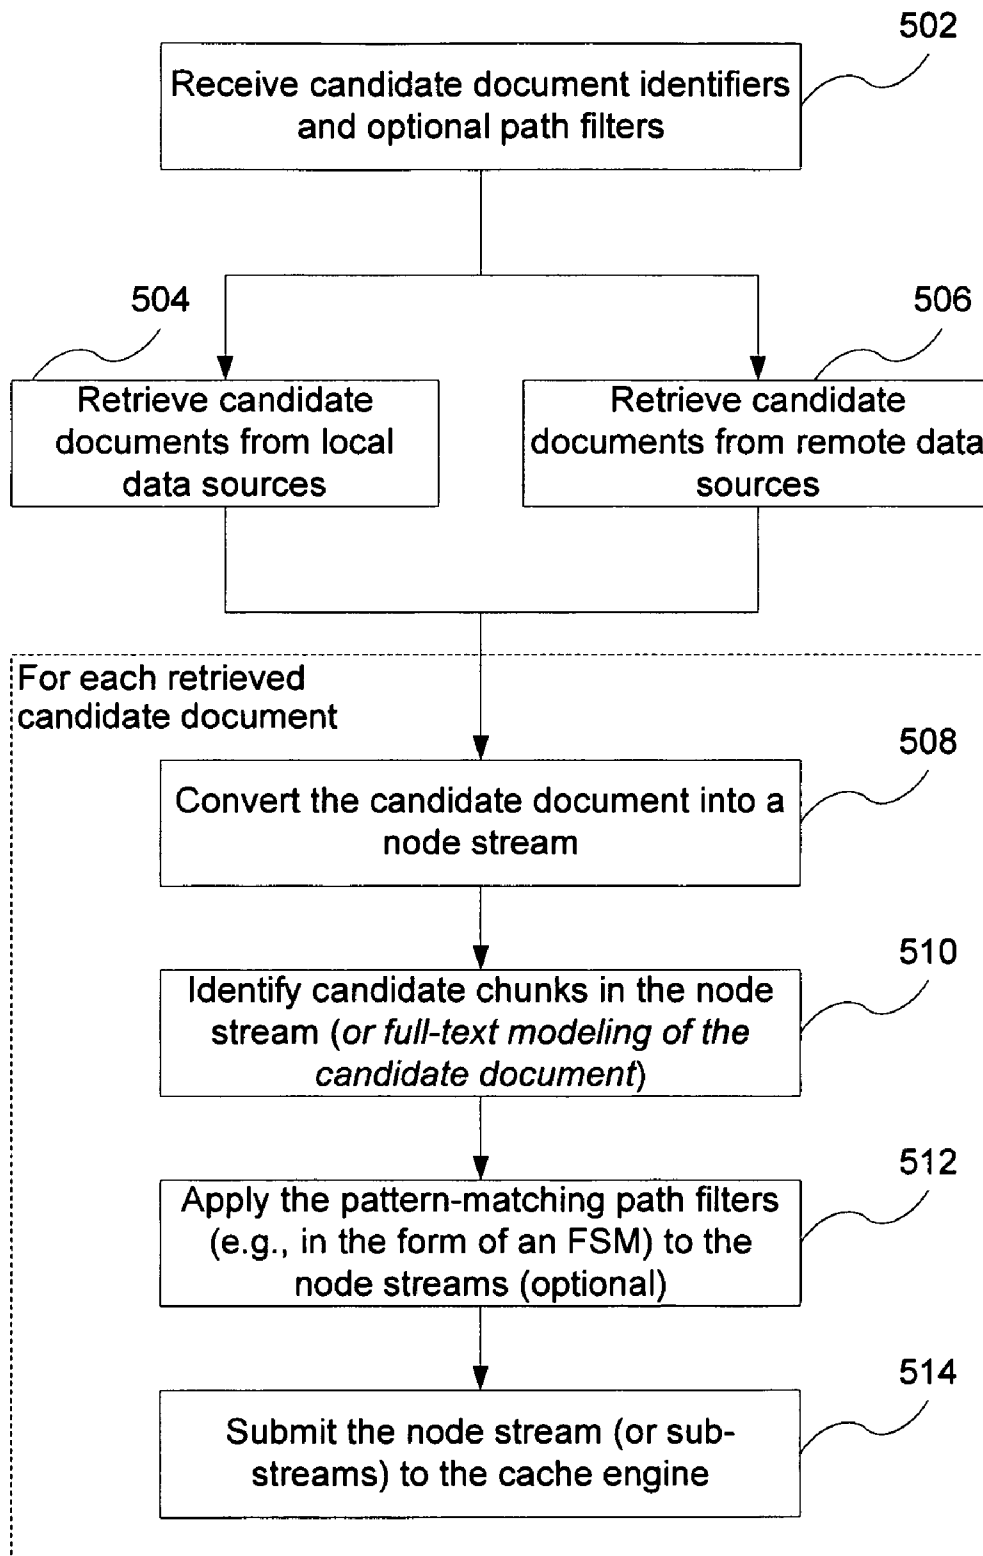 502
Receive candidate document identifiers
and optional path filters
504
506
Retrieve candidate
documents from local
data sources
Retrieve candidate
documents from remote data
sources
For each retrieved
candidate document
508
Convert the candidate document into a
node stream
510
Identify candidate chunks in the node
stream (or full-text modeling of the
candidate document)
512
Apply the pattern-matching path filters
(e.g., in the form of an FSM) to the
node streams (optional)
514
Submit the node stream (or sub-
streams) to the cache engine